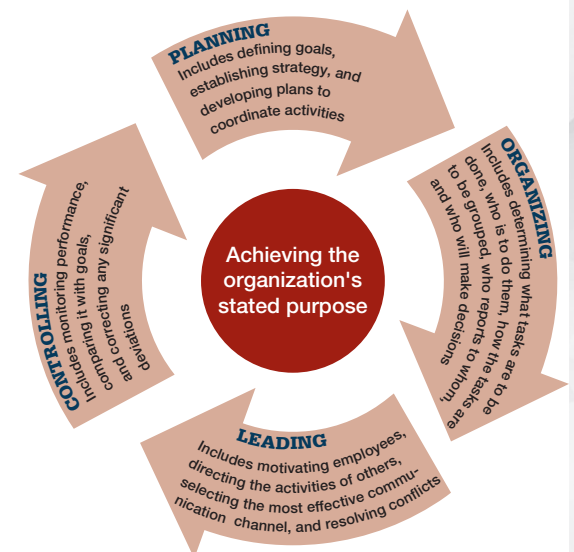 PLANNING
Includes defining goals,
establishing strategy, and
developing plans to
coordinate activities
ORGANIZING
Includes determining what tasks are to be
done, who is to do them, how the tasks are
to be grouped, who reports to whom,
and who will make decisions
LEADING
Includes motivating employees,
directing the activities of others,
selecting the most effective commu-
nication channel, and resolving conflicts
CONTROLLING
Includes monitoring performance,
comparing it with goals,
and correcting any significant
deviations
Achieving the
organization's
stated purpose